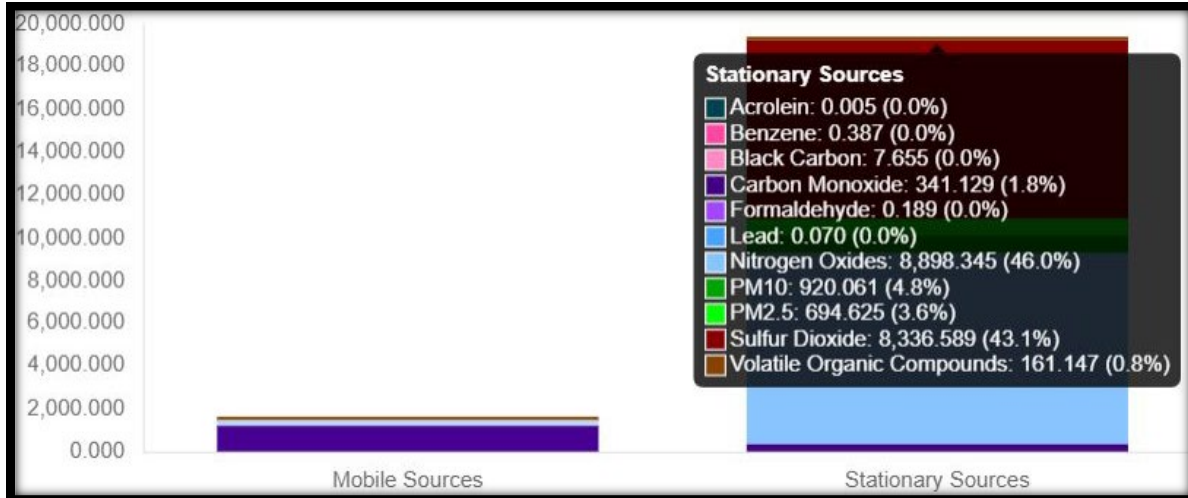 20,000.000
18,000.000
16,000.000
14,000.000
12,000.000
10,000.000
8,000.000
6,000.000
4,000.000
2,000.000
0.000
Stationary Sources
Acrolein: 0.005 (0.0%)
Benzene: 0.387 (0.0%)
Black Carbon: 7.655 (0.0%)
Carbon Monoxide: 341.129 (1.8%)
Formaldehyde: 0.189 (0.0%)
Lead: 0.070 (0.0%)
Nitrogen Oxides: 8,898.345 (46.0%)
PM10: 920.061 (4.8%)
PM2.5: 694.625 (3.6%)
Sulfur Dioxide: 8,336.589 (43.1%)
Volatile Organic Compounds: 161.147 (0.8%)
Mobile Sources
Stationary Sources